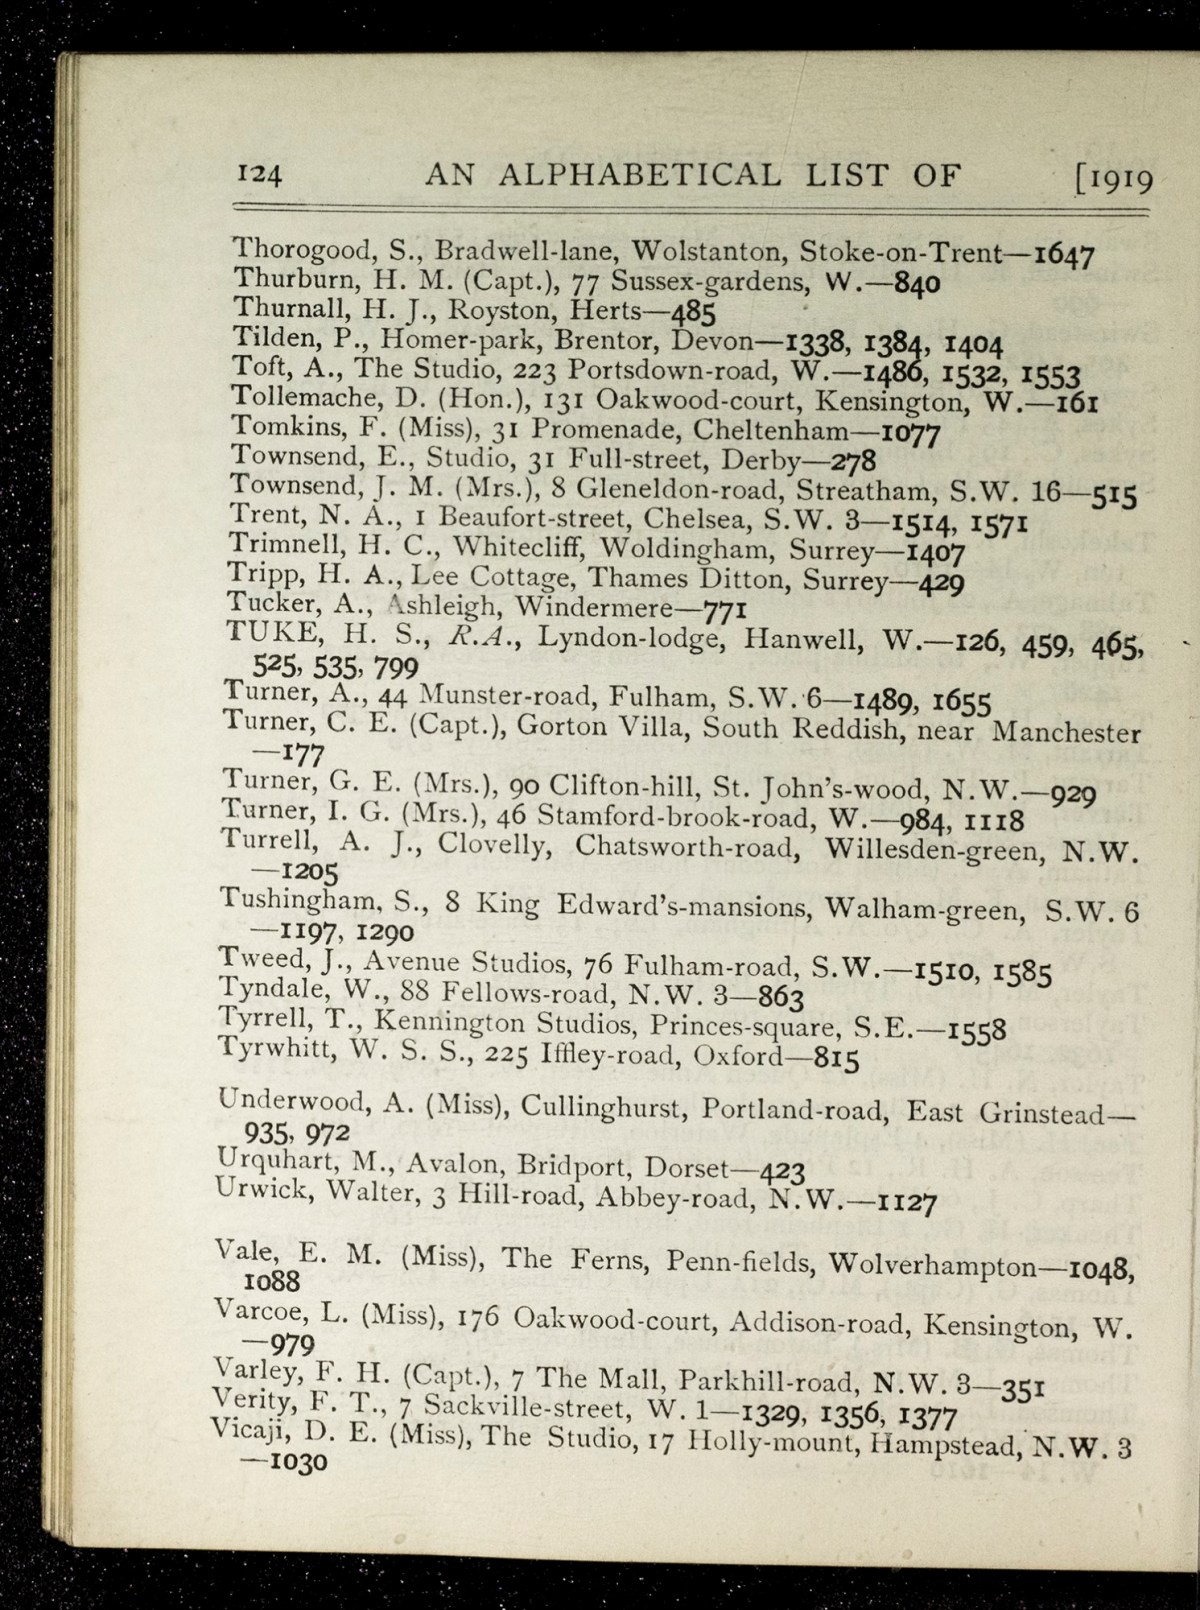 124 AN ALPHABETICAL LIST OF [1919
Thorogood, S., Bradwell-lane, Wolstanton, Stoke-on-Trent—1647
Thurburn, H. M. (Capt.), 77 Sussex-gardens, W.—840
Thurnall, H. J., Royston, Herts—485
Tilden, P., Homer-park, Brentor, Devon—1338, 1384, 1404
Toft, A., The Studio, 223 Portsdown-road, W.—1486, 1532, 1553
Tollemache, D. (Hon.), 131 Oakwood-court, Kensington, W.—161
Tomkins, F. (Miss), 31 Promenade, Cheltenham—1077
Townsend, E., Studio, 31 Full-street, Derby—278
Townsend, J. M. (Mrs.), 8 Gleneldon-road, Streatham, S.W. 16—515
Trent, N. A., 1 Beaufort-street, Chelsea, S.W. 3—1514, 1571
Trimnell, H. C., Whitecliff, Woldingham, Surrey—1407
Tripp, H. A., Lee Cottage, Thames Ditton, Surrey—429
Tucker, A., Ashleigh, Windermere—771
TUKE, H. S., R.A., Lyndon-lodge, Hanwell, W.—126, 459, 465,
525, 535, 799
Turner, A., 44 Munster-road, Fulham, S.W. 6—1489, 1655
Turner, C. E. (Capt.), Gorton Villa, South Reddish, near Manchester
—177
Turner, G. E. (Mrs.), 90 Clifton-hill, St. John's-wood, N.W.—929
Turner, I. G. (Mrs.), 46 Stamford-brook-road, W.—984, 1118
Turrell, A. J., Clovelly, Chatsworth-road, Willesden-green, N.W.
—1205
Tushingham, S., 8 King Edward's-mansions, Walham-green, S.W. 6
—1197, 1290
Tweed, J., Avenue Studios, 76 Fulham-road, S.W.—1510, 1585
Tyndale, W., 88 Fellows-road, N.W. 3—863
Tyrrell, T., Kennington Studios, Princes-square, S.E.—1558
Tyrwhitt, W. S. S., 225 Iffley-road, Oxford—815
Underwood, A. (Miss), Cullinghurst, Portland-road, East Grinstead—
935, 972
Urquhart, M., Avalon, Bridport, Dorset—423
Urwick, Walter, 3 Hill-road, Abbey-road, N.W.—1127
Vale, E. M. (Miss), The Ferns, Penn-fields, Wolverhampton—1048,
1088
Varcoe, L. (Miss), 176 Oakwood-court, Addison-road, Kensington, W.
—979
Varley, F. H. (Capt.), 7 The Mall, Parkhill-road, N.W. 3—351
Verity, F. T., 7 Sackville-street, W. 1—1329, 1356, 1377
Vicaji, D. E. (Miss), The Studio, 17 Holly-mount, Hampstead, N.W. 3
—1030